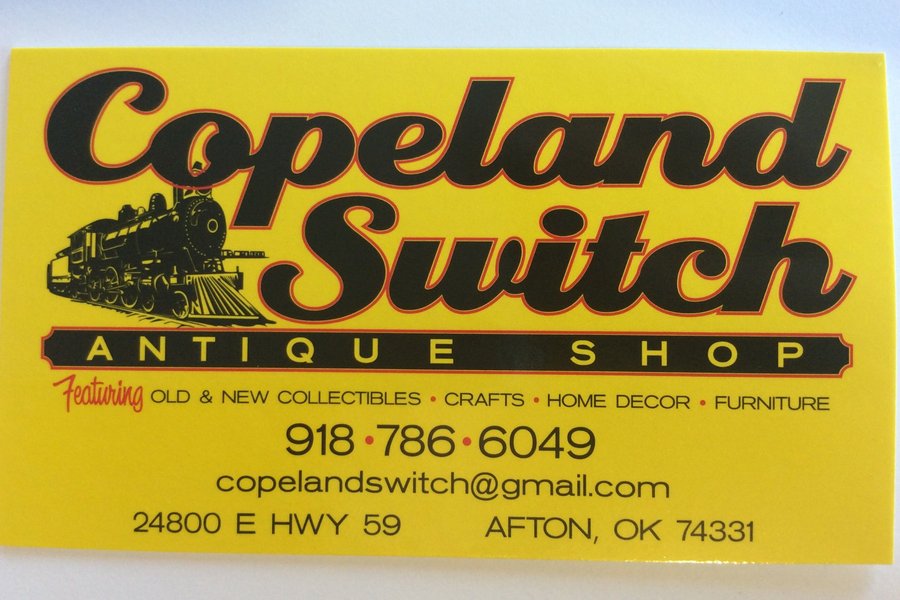 Copeland
Switch
ANTIQUE SHOP
Featuring OLD & NEW COLLECTIBLES • CRAFTS • HOME DECOR • FURNITURE
918•786•6049
copelandswitch@gmail.com
24800 E HWY 59 AFTON, OK 74331